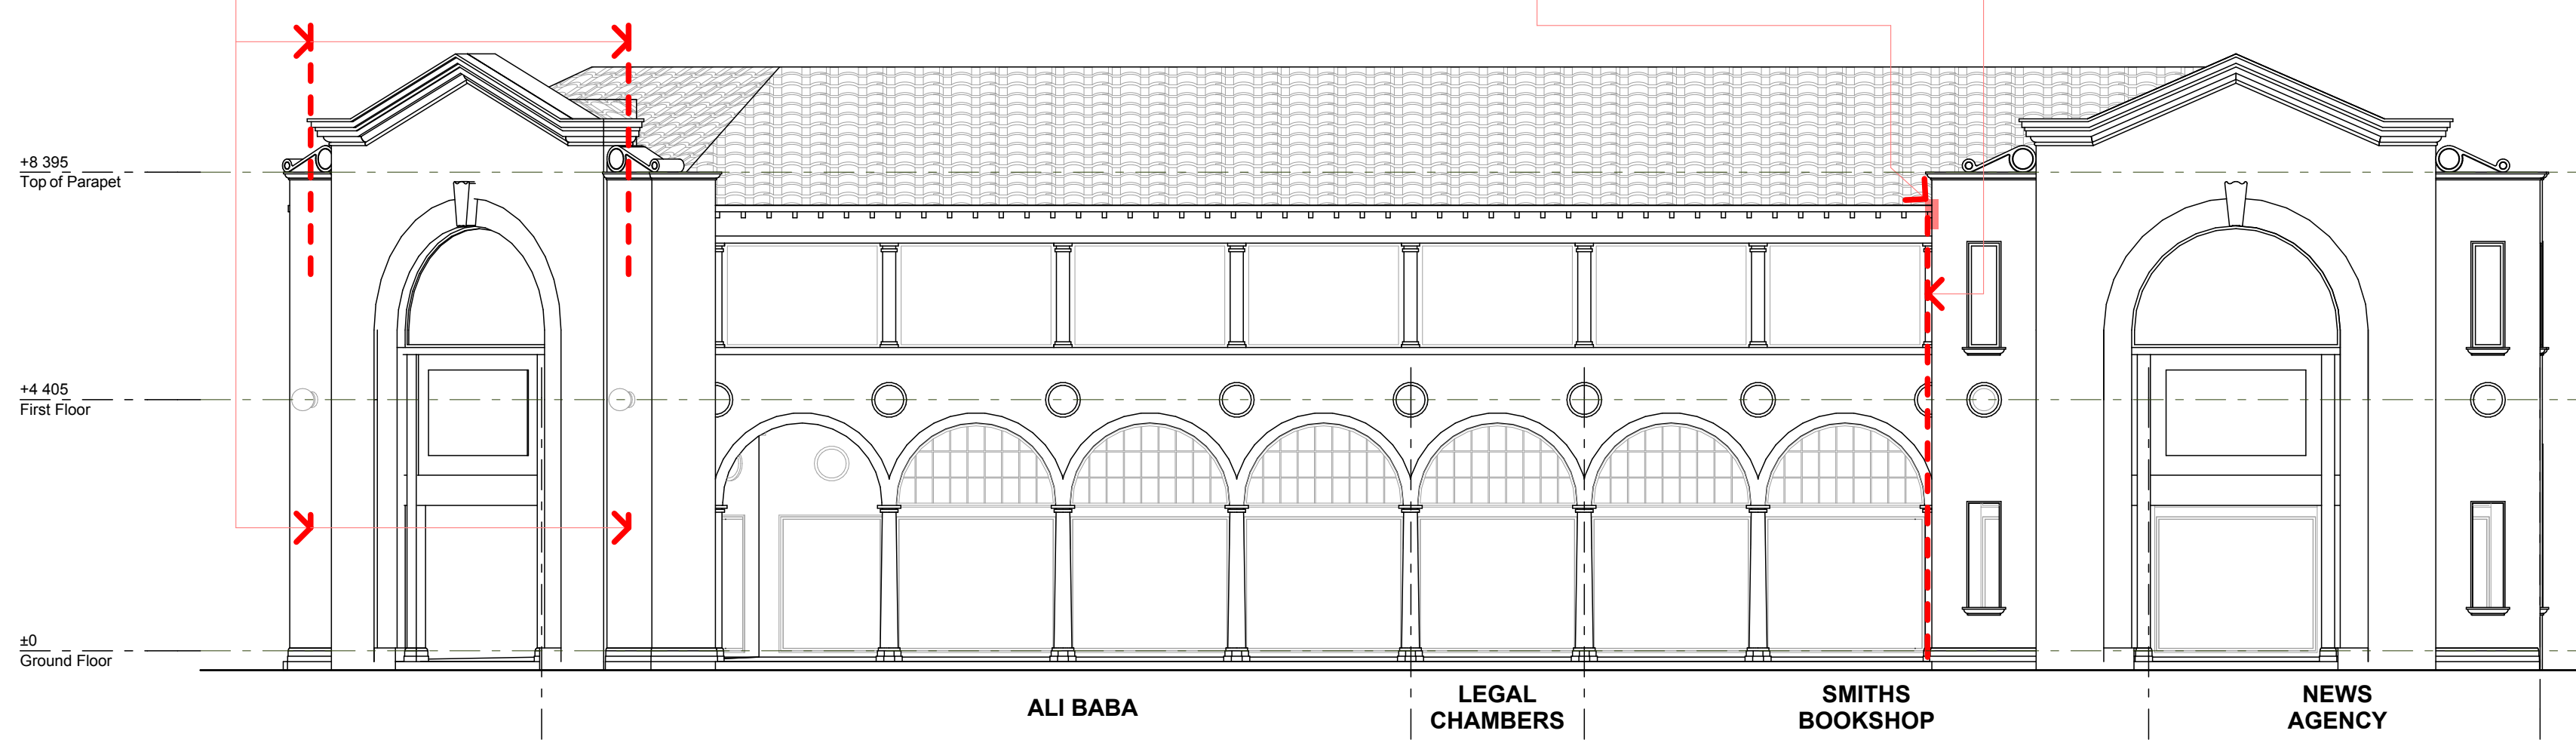 +8 395
Top of Parapet
+4 405
First Floor
±0
Ground Floor
ALI BABA
LEGAL
CHAMBERS
SMITHS
BOOKSHOP
NEWS
AGENCY